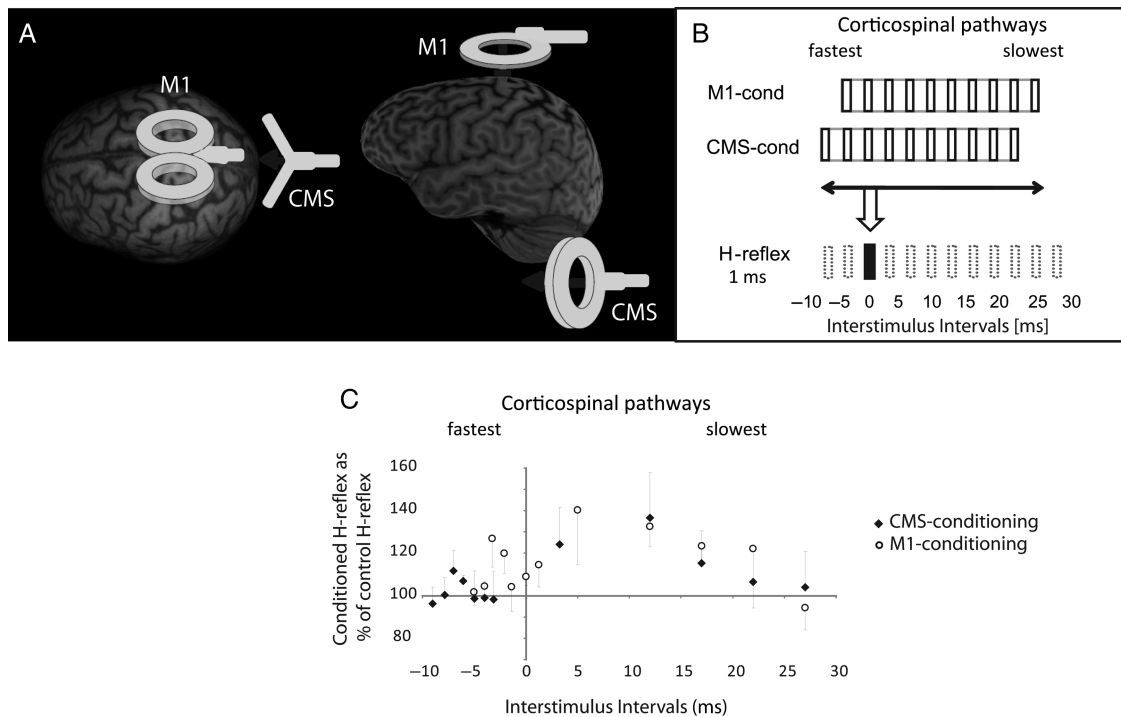 A
M1
CMS
M1
CMS
B
Corticospinal pathways
fastest slowest
M1-cond
CMS-cond
H-reflex
1 ms
−10 −5 0 5 10 15 20 25 30
Interstimulus Intervals [ms]
C
Corticospinal pathways
fastest slowest
Conditioned H-reflex as
% of control H-reflex
160
140
120
100
80
−10 −5 0 5 10 15 20 25 30
Interstimulus Intervals (ms)
CMS-conditioning
M1-conditioning